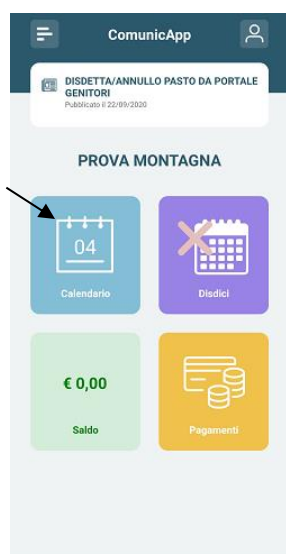 ComunicApp
DISDETTA/ANNULLO PASTO DA PORTALE
GENITORI
Pubblicato il 22/09/2020
PROVA MONTAGNA
04
Calendario
Disdici
€ 0,00
Saldo
Pagamenti